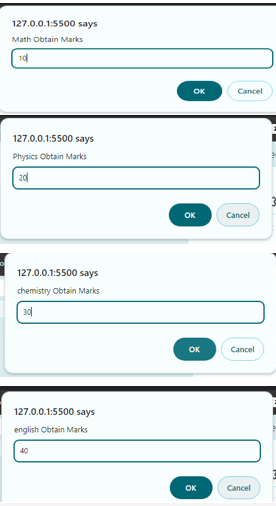 127.0.0.1:5500 says
Math Obtain Marks
10
OK Cancel
127.0.0.1:5500 says
Physics Obtain Marks
20
OK Cancel
127.0.0.1:5500 says
chemistry Obtain Marks
30
OK Cancel
127.0.0.1:5500 says
english Obtain Marks
40
OK Cancel